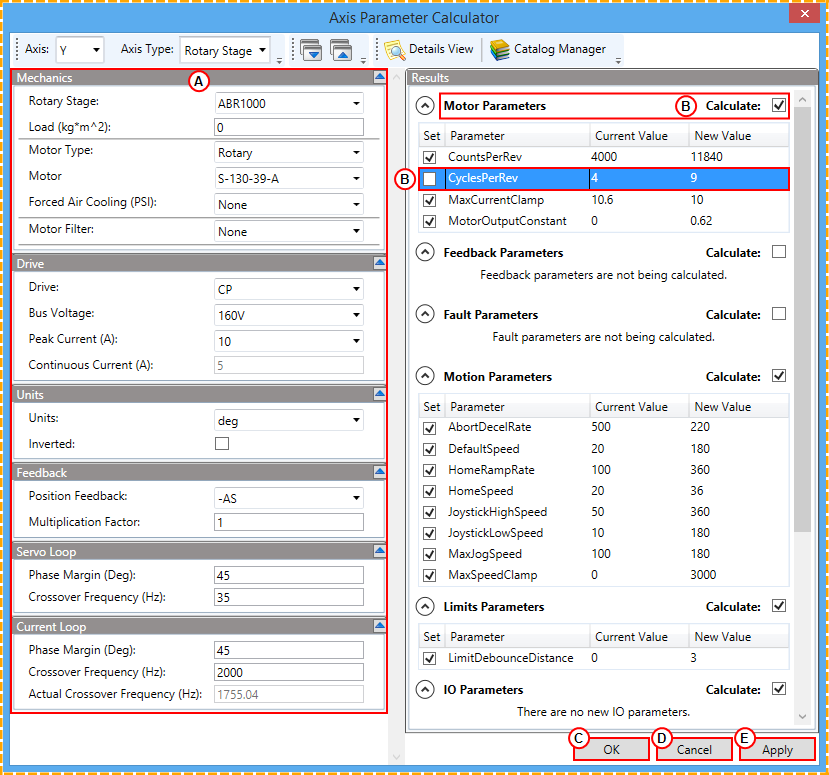 Axis Parameter Calculator
Axis: Y Axis Type: Rotary Stage Details View Catalog Manager
A
Mechanics
Rotary Stage: ABR1000
Load (kg*m^2): 0
Motor Type: Rotary
Motor S-130-39-A
Forced Air Cooling (PSI): None
Motor Filter: None
Drive
Drive: CP
Bus Voltage: 160V
Peak Current (A): 10
Continuous Current (A): 5
Units
Units: deg
Inverted:
Feedback
Position Feedback: -AS
Multiplication Factor: 1
Servo Loop
Phase Margin (Deg): 45
Crossover Frequency (Hz): 35
Current Loop
Phase Margin (Deg): 45
Crossover Frequency (Hz): 2000
Actual Crossover Frequency (Hz): 1755.04
Results
Motor Parameters B Calculate:
Set Parameter Current Value New Value
CountsPerRev 4000 11840
B CyclesPerRev 4 9
MaxCurrentClamp 10.6 10
MotorOutputConstant 0 0.62
Feedback Parameters Calculate:
Feedback parameters are not being calculated.
Fault Parameters Calculate:
Fault parameters are not being calculated.
Motion Parameters Calculate:
Set Parameter Current Value New Value
AbortDecelRate 500 220
DefaultSpeed 20 180
HomeRampRate 100 360
HomeSpeed 20 36
JoystickHighSpeed 50 360
JoystickLowSpeed 10 180
MaxJogSpeed 100 180
MaxSpeedClamp 0 3000
Limits Parameters Calculate:
Set Parameter Current Value New Value
LimitDebounceDistance 0 3
IO Parameters Calculate:
There are no new IO parameters.
C OK D Cancel E Apply